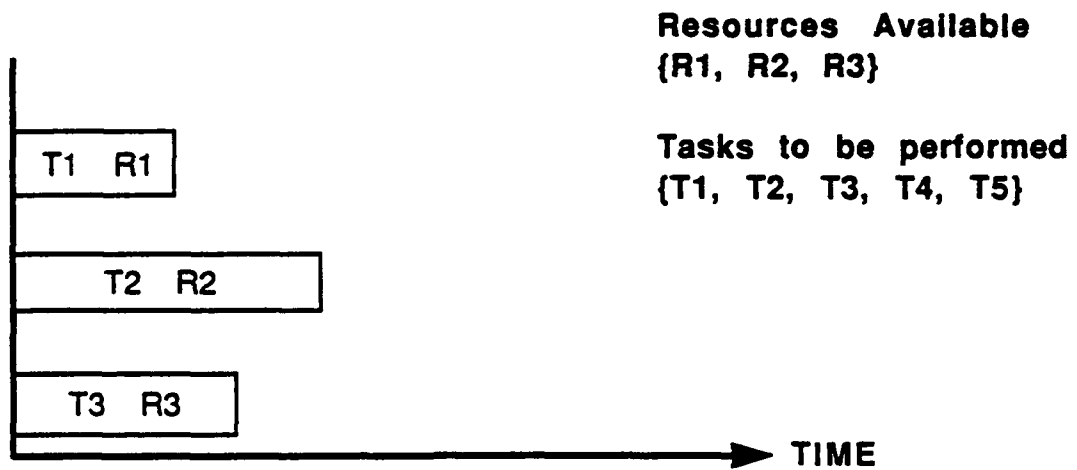 Resources Available
{R1, R2, R3}
Tasks to be performed
{T1, T2, T3, T4, T5}
T1 R1
T2 R2
T3 R3
TIME